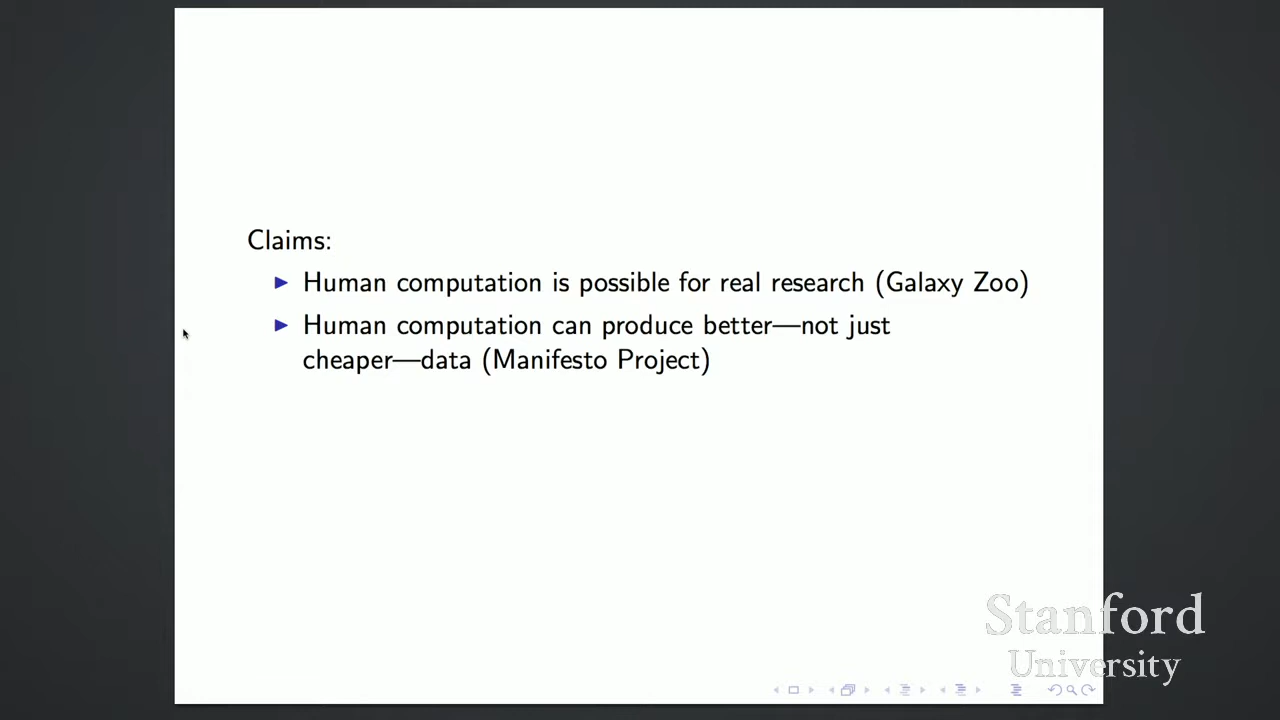 Claims:
Human computation is possible for real research (Galaxy Zoo)
Human computation can produce better—not just
cheaper—data (Manifesto Project)
Stanford
University